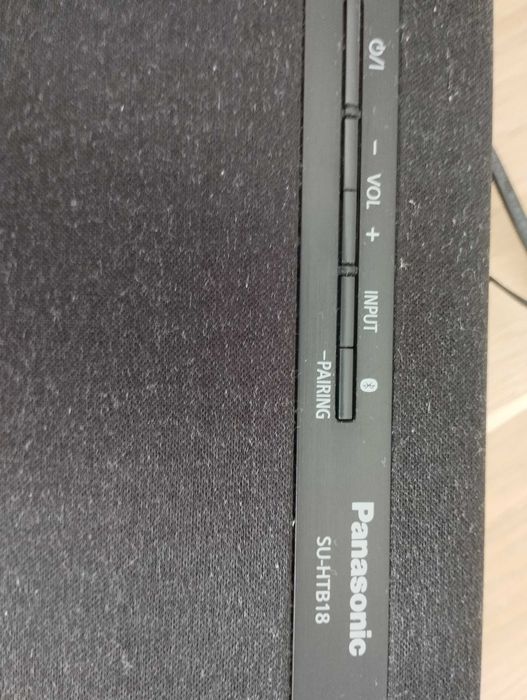 ⏻/I
- VOL +
INPUT
-PAIRING
Panasonic
SU-HTB18